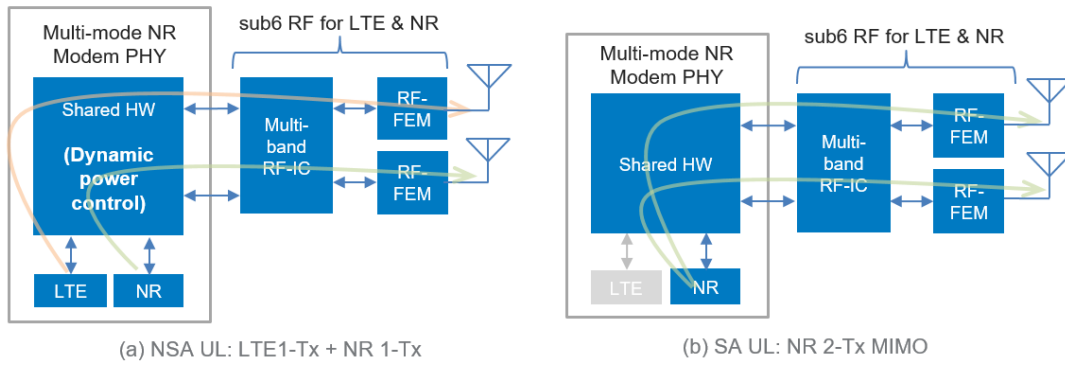 Multi-mode NR
Modem PHY
sub6 RF for LTE & NR
Shared HW
(Dynamic
power
control)
Multi-
band
RF-IC
RF-
FEM
RF-
FEM
LTE
NR
(a) NSA UL: LTE1-Tx + NR 1-Tx
Multi-mode NR
Modem PHY
sub6 RF for LTE & NR
Shared HW
Multi-
band
RF-IC
RF-
FEM
RF-
FEM
LTE
NR
(b) SA UL: NR 2-Tx MIMO